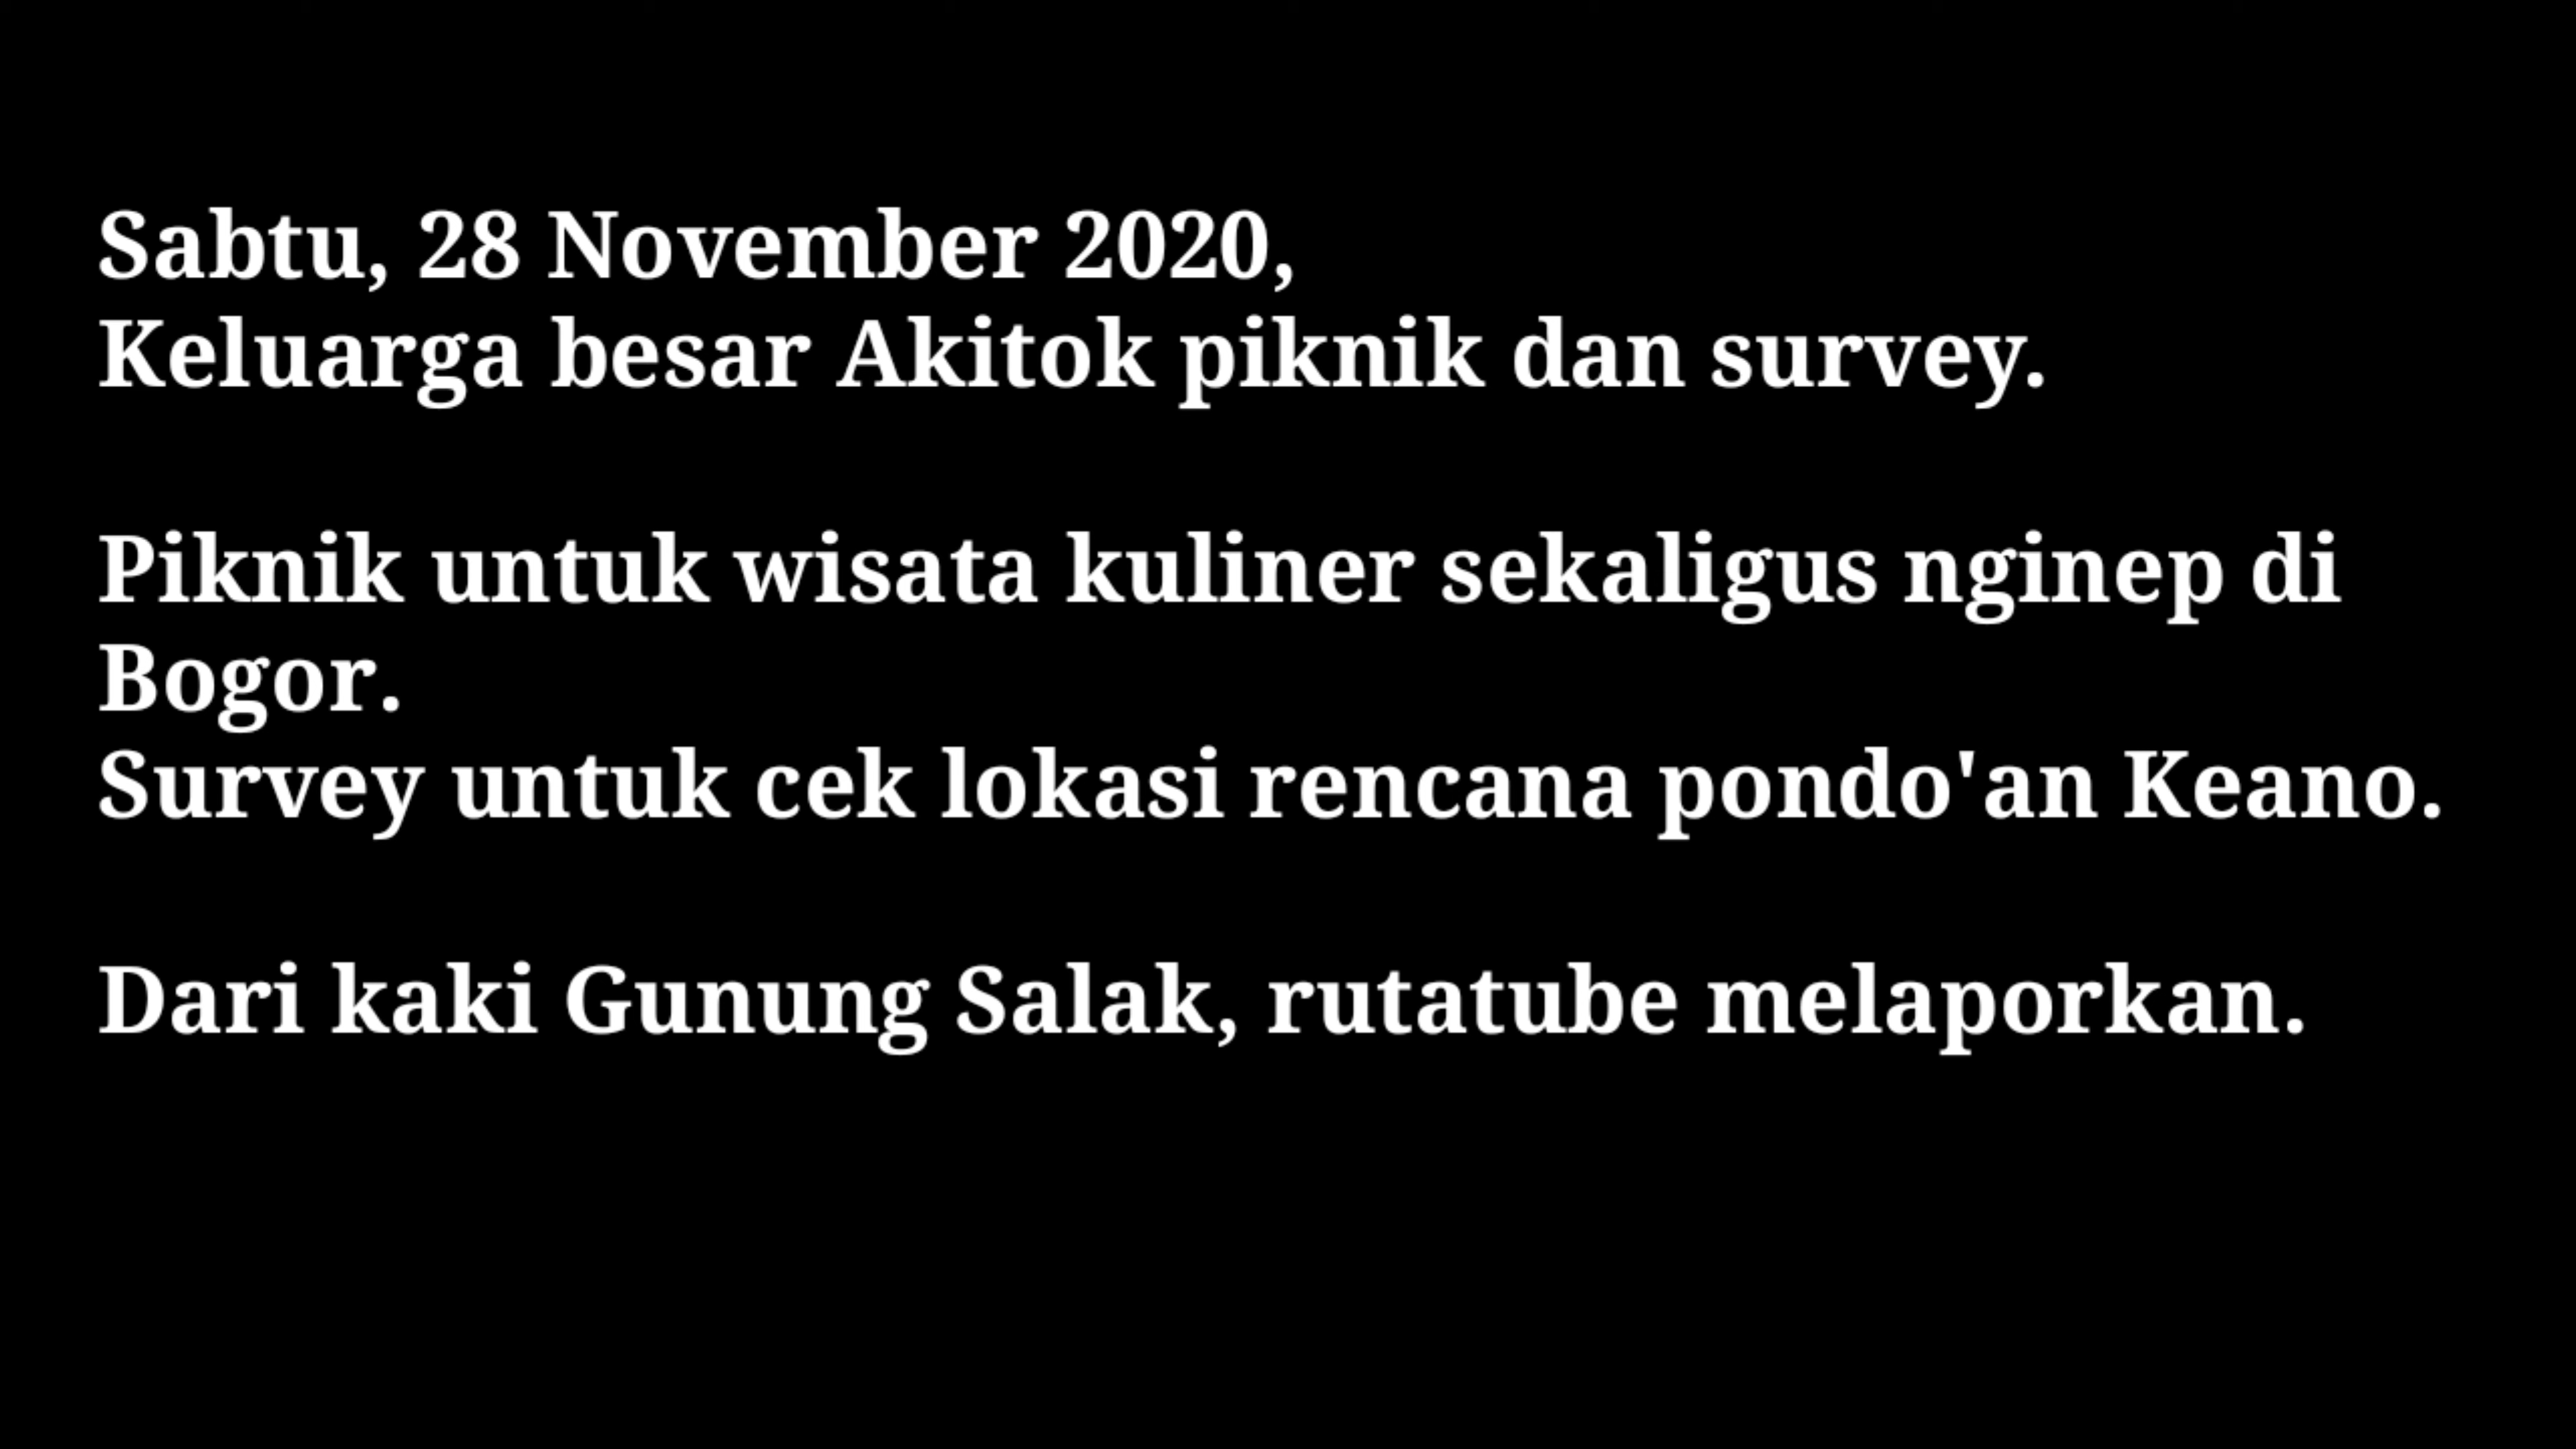 Sabtu, 28 November 2020,
Keluarga besar Akitok piknik dan survey.
Piknik untuk wisata kuliner sekaligus nginep di
Bogor.
Survey untuk cek lokasi rencana pondo'an Keano.
Dari kaki Gunung Salak, rutatube melaporkan.